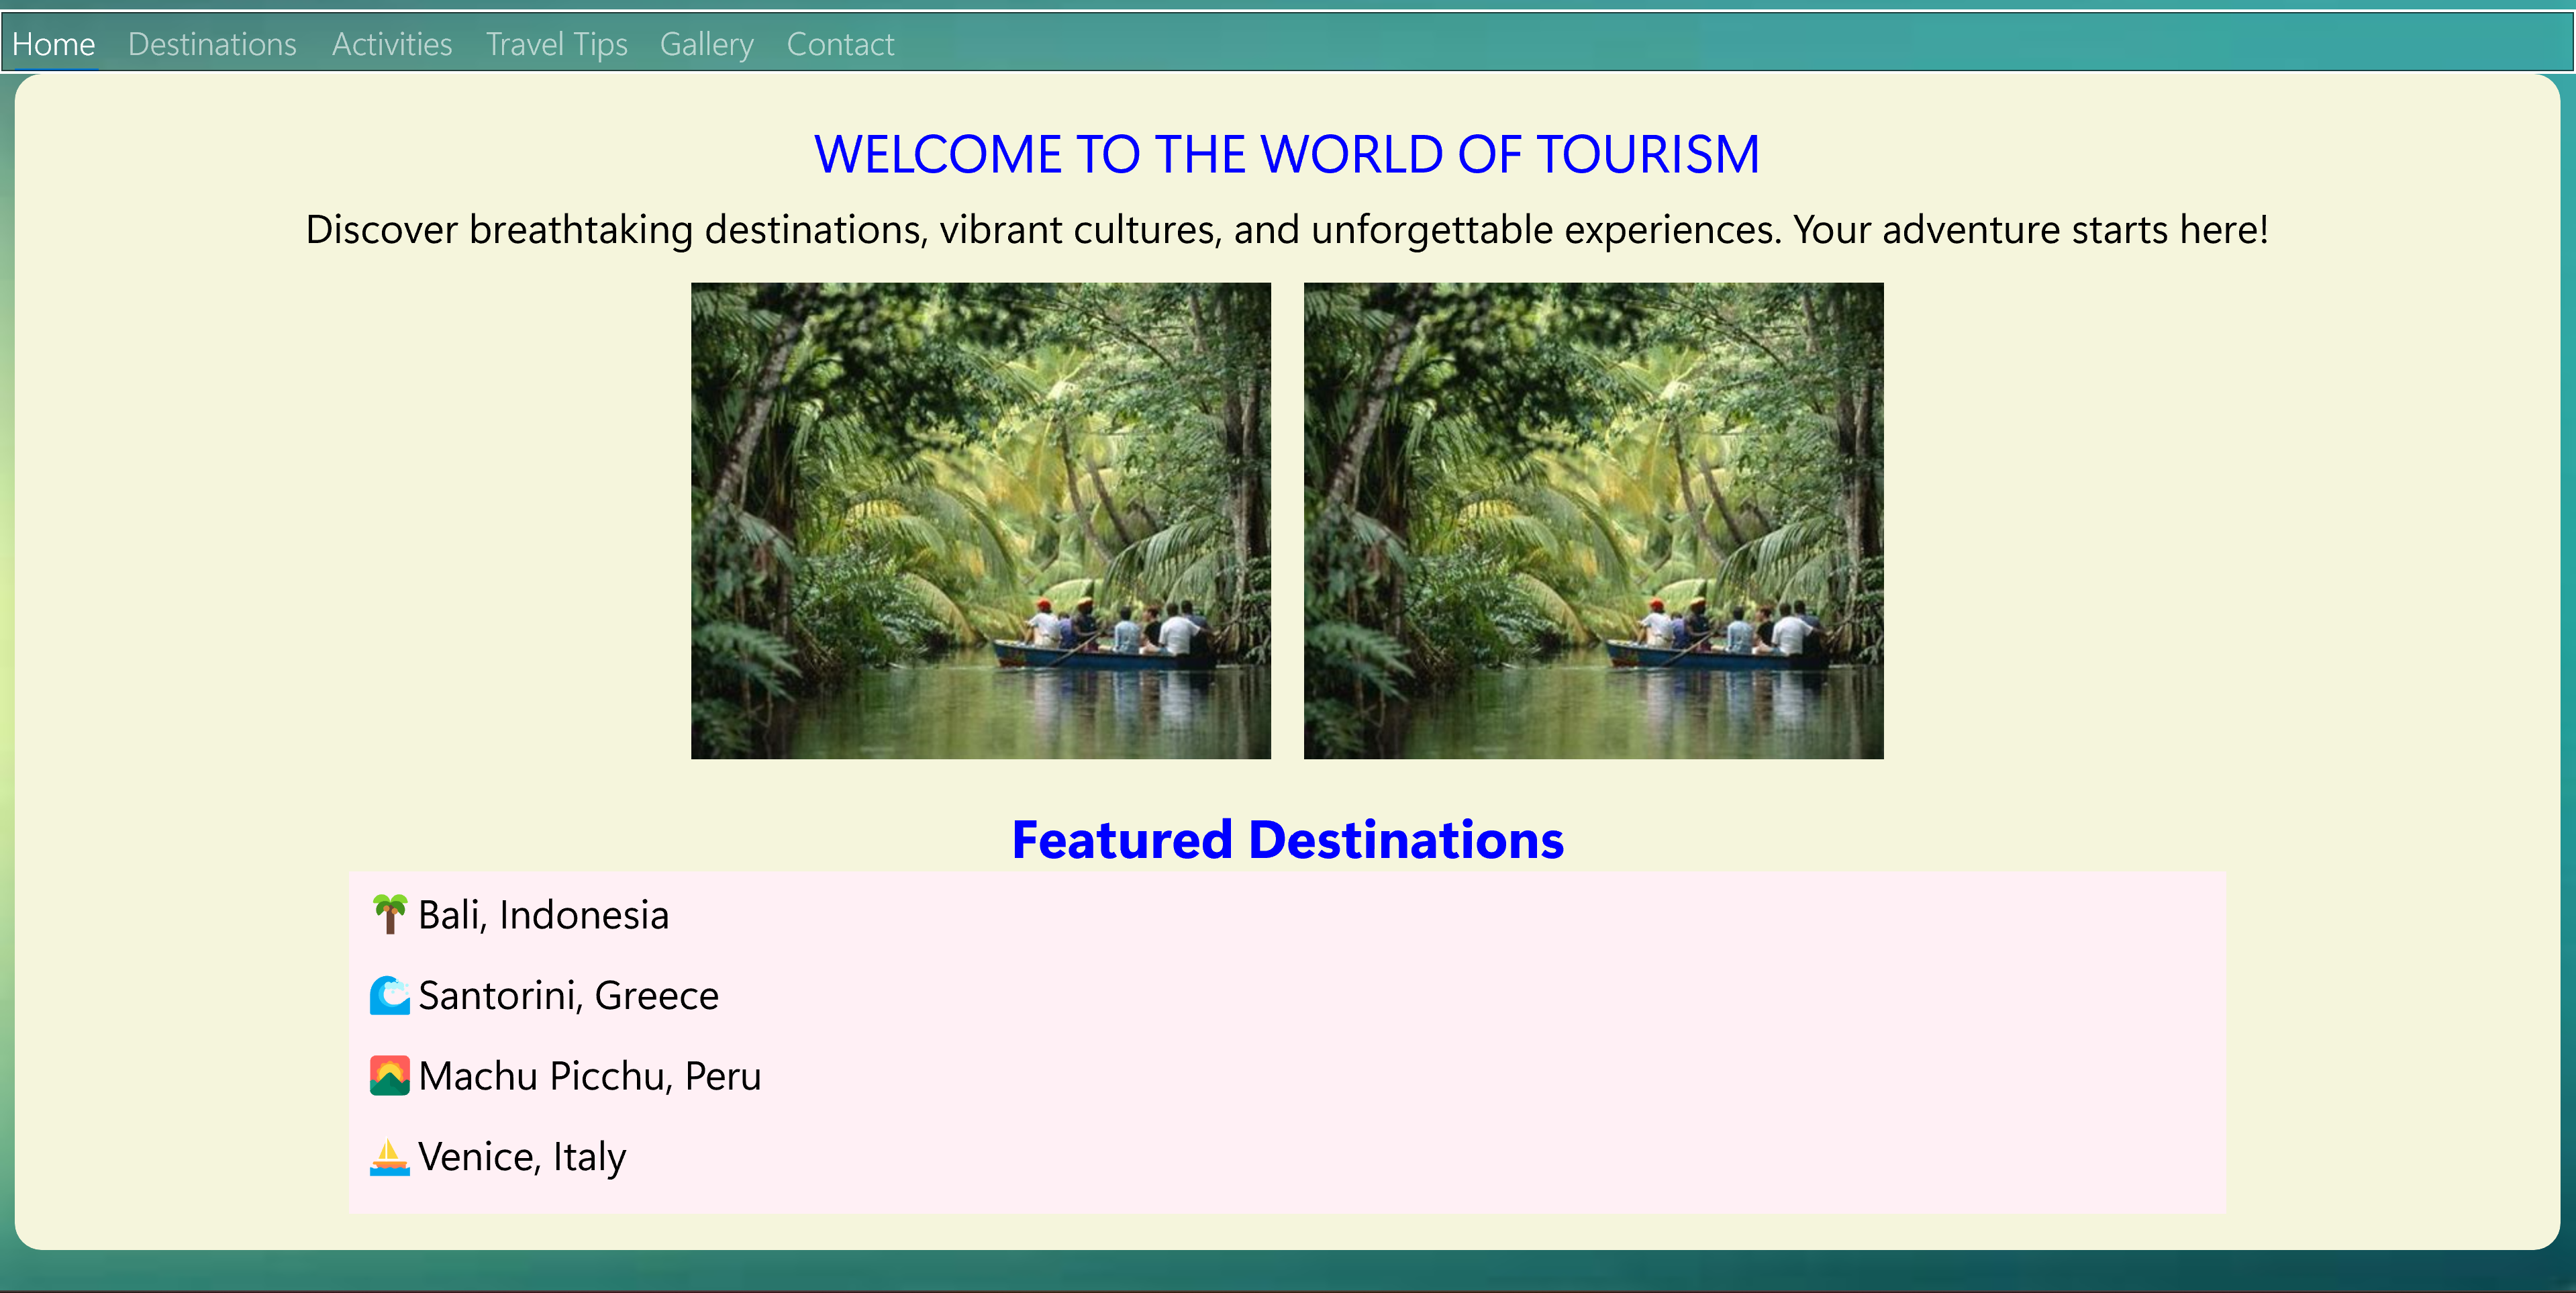 Home Destinations Activities Travel Tips Gallery Contact
WELCOME TO THE WORLD OF TOURISM
Discover breathtaking destinations, vibrant cultures, and unforgettable experiences. Your adventure starts here!
Featured Destinations
🌴 Bali, Indonesia
🌊 Santorini, Greece
🌄 Machu Picchu, Peru
⛵ Venice, Italy